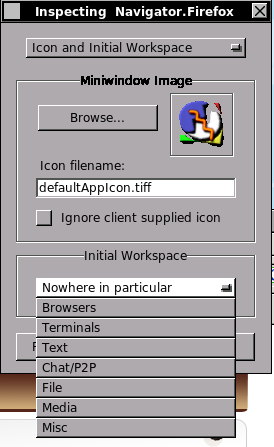 Inspecting Navigator.Firefox
Icon and Initial Workspace
Miniwindow Image
Browse...
Icon filename:
defaultAppIcon.tiff
Ignore client supplied icon
Initial Workspace
Nowhere in particular
Browsers
Terminals
Text
Chat/P2P
File
Media
Misc